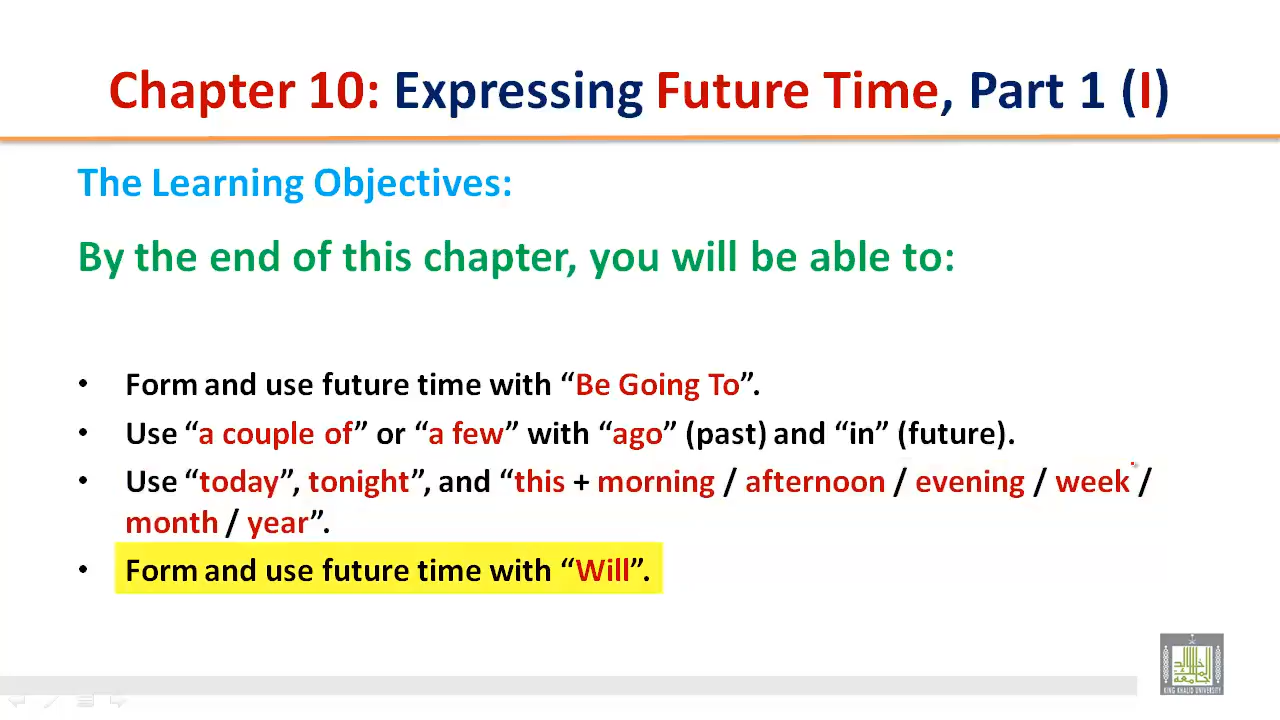 Chapter 10: Expressing Future Time, Part 1 (I)
The Learning Objectives:
By the end of this chapter, you will be able to:
• Form and use future time with “Be Going To”.
• Use “a couple of” or “a few” with “ago” (past) and “in” (future).
• Use “today”, tonight”, and “this + morning / afternoon / evening / week /
month / year”.
• Form and use future time with “Will”.
KING KHALID UNIVERSITY